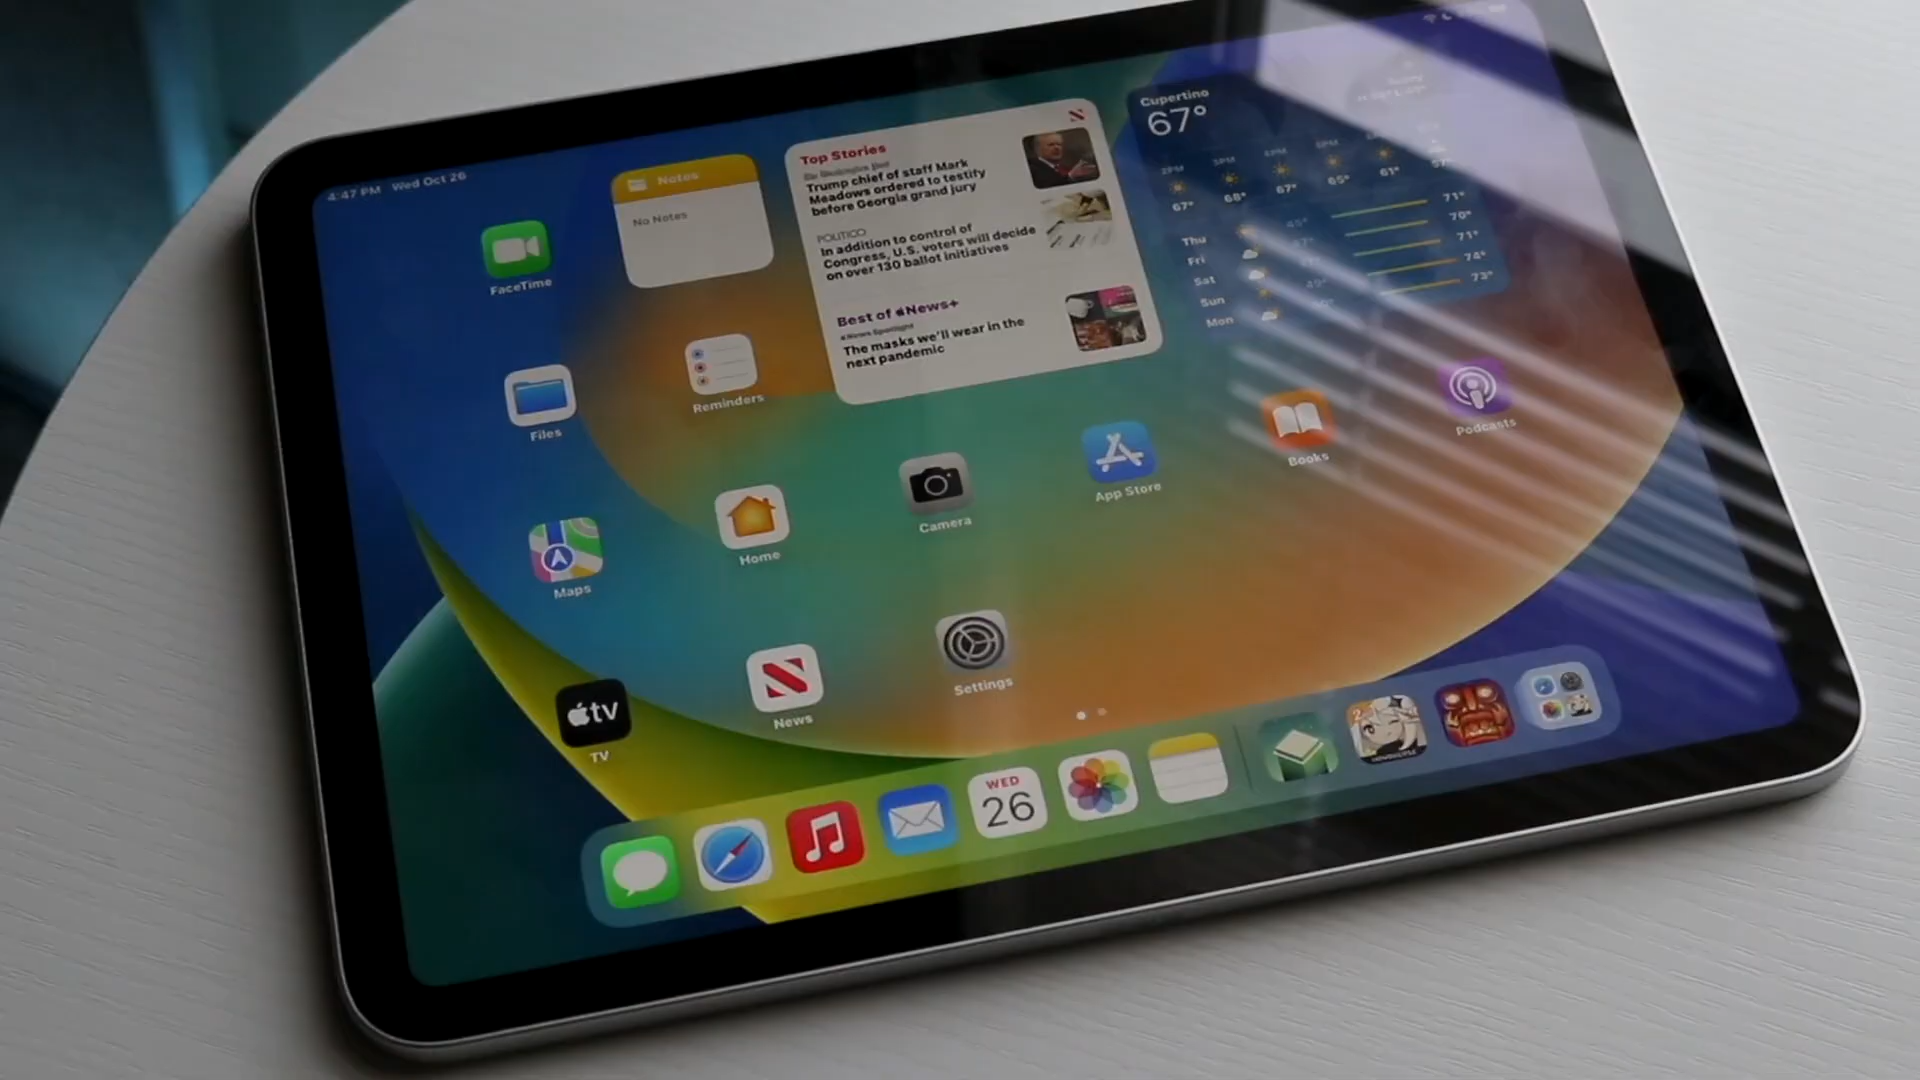 4:47 PM Wed Oct 26
FaceTime
Notes
No Notes
Top Stories
Trump chief of staff Mark
Meadows ordered to testify
before Georgia grand jury
POLITICO
In addition to control of
Congress, U.S. voters will decide
on over 130 ballot initiatives
Best of News+
The masks we'll wear in the
next pandemic
Cupertino
67°
2PM 3PM
67° 68° 67° 65° 61° 57°
Thu 71°
Fri 70°
Sat 71°
Sun 74°
Mon 73°
Files
Reminders
Maps
Home
Camera
App Store
Books
Podcasts
tv
TV
News
Settings
WED
26